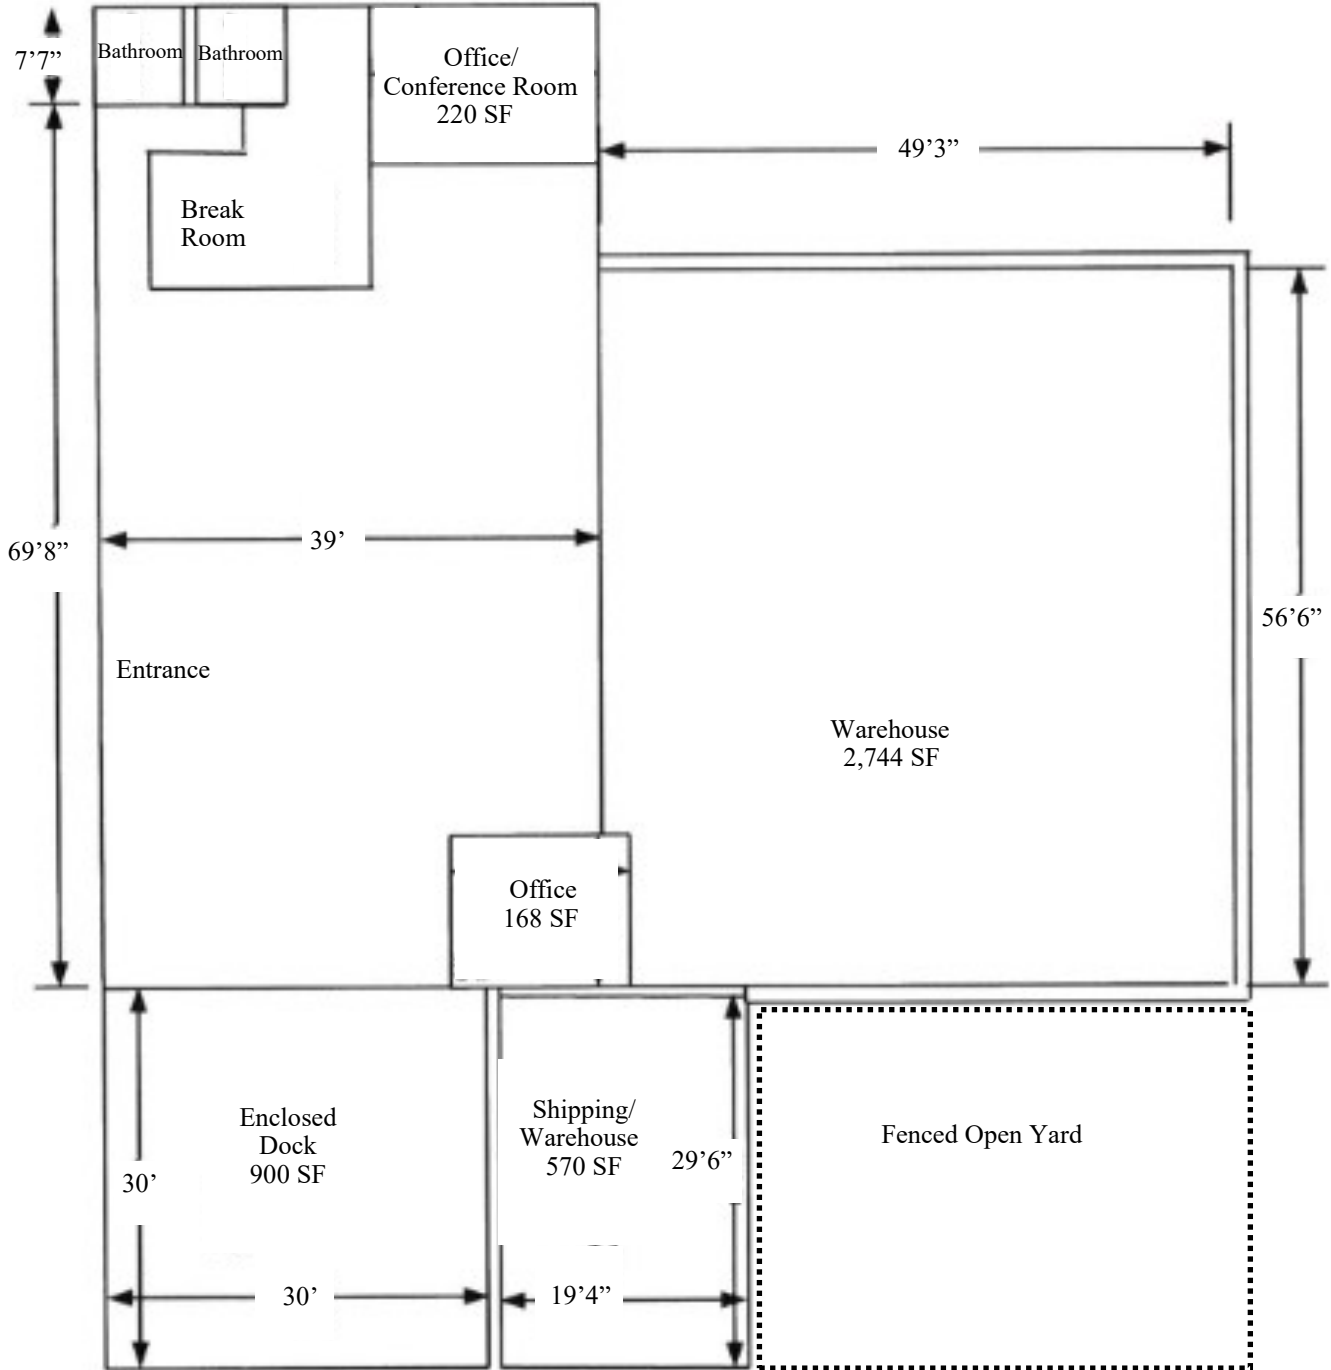 7’7”
Bathroom
Bathroom
Office/
Conference Room
220 SF
49’3”
Break
Room
39’
69’8”
56’6”
Entrance
Warehouse
2,744 SF
Office
168 SF
Enclosed
Dock
900 SF
30’
30’
Shipping/
Warehouse
570 SF
29’6”
19’4”
Fenced Open Yard